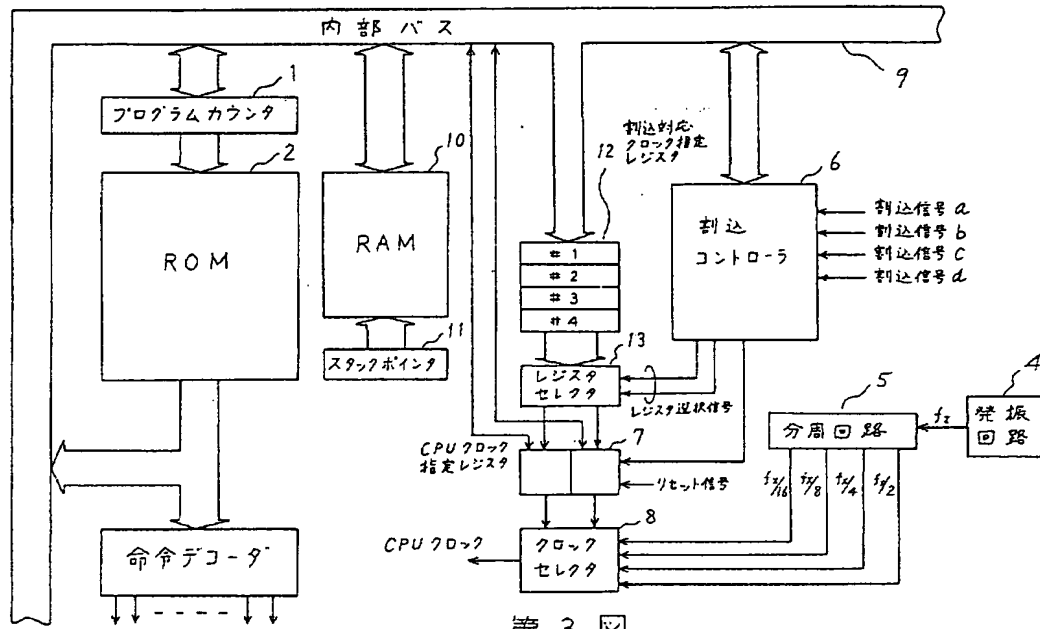 内部バス
9
1
プログラムカウンタ
2
ROM
10
RAM
11
スタックポインタ
割込対応
クロック指定
レジスタ
12
#1
#2
#3
#4
6
割込
コントローラ
割込信号a
割込信号b
割込信号c
割込信号d
13
レジスタ
セレクタ
レジスタ選択信号
CPUクロック
指定レジスタ
7
リセット信号
5
分周回路
fx
4
発振
回路
fx/16
fx/8
fx/4
fx/2
8
クロック
セレクタ
CPUクロック
命令デコーダ
第3図